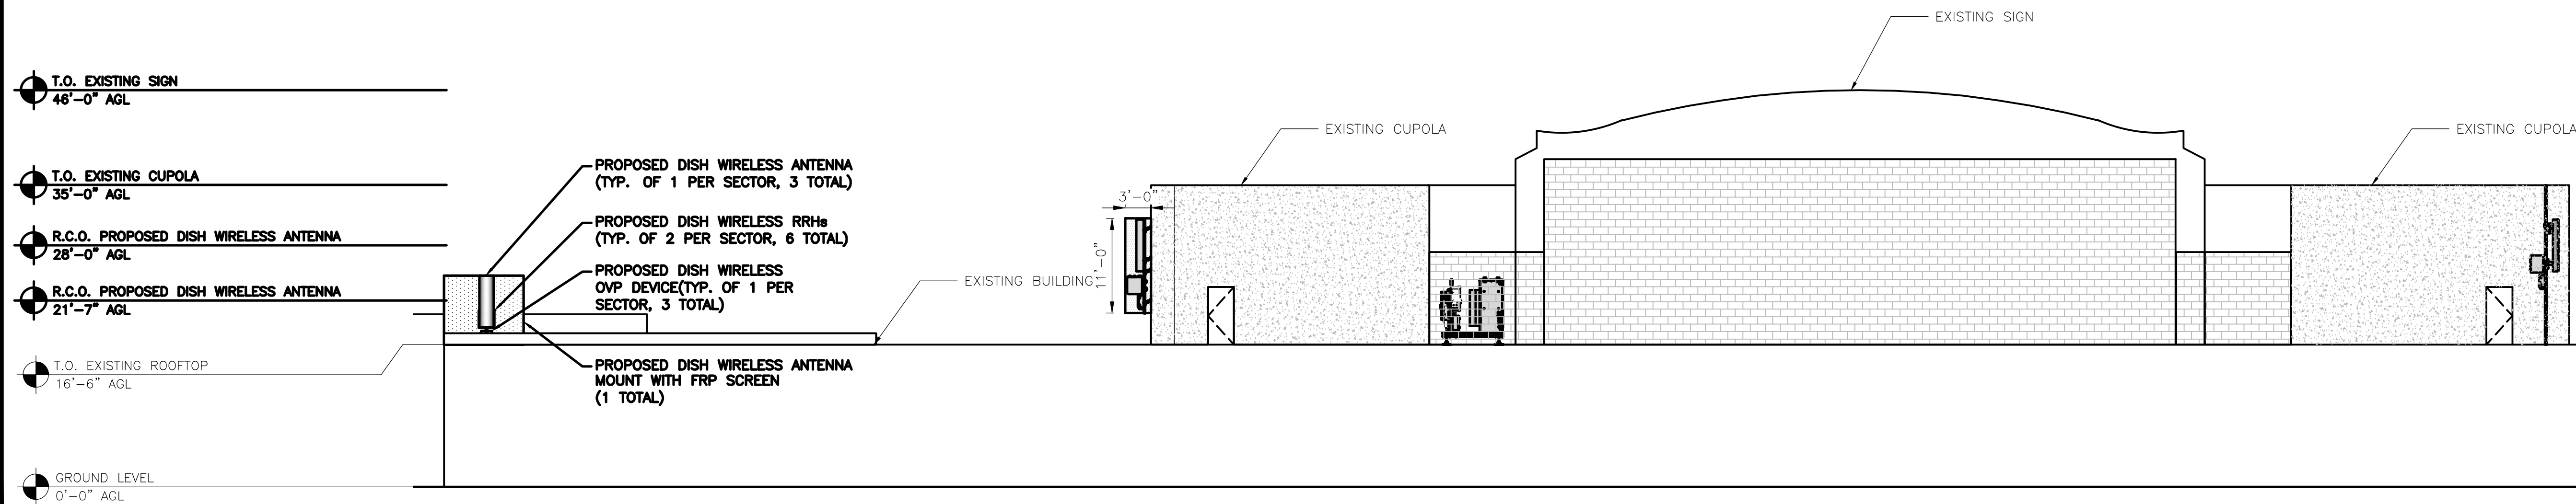 EXISTING SIGN
T.O. EXISTING SIGN
46'-0" AGL
EXISTING CUPOLA
EXISTING CUPOLA
T.O. EXISTING CUPOLA
35'-0" AGL
PROPOSED DISH WIRELESS ANTENNA
(TYP. OF 1 PER SECTOR, 3 TOTAL)
3'-0"
R.C.O. PROPOSED DISH WIRELESS ANTENNA
28'-0" AGL
PROPOSED DISH WIRELESS RRHs
(TYP. OF 2 PER SECTOR, 6 TOTAL)
11'-0"
R.C.O. PROPOSED DISH WIRELESS ANTENNA
21'-7" AGL
PROPOSED DISH WIRELESS
OVP DEVICE(TYP. OF 1 PER
SECTOR, 3 TOTAL)
EXISTING BUILDING
T.O. EXISTING ROOFTOP
16'-6" AGL
PROPOSED DISH WIRELESS ANTENNA
MOUNT WITH FRP SCREEN
(1 TOTAL)
GROUND LEVEL
0'-0" AGL